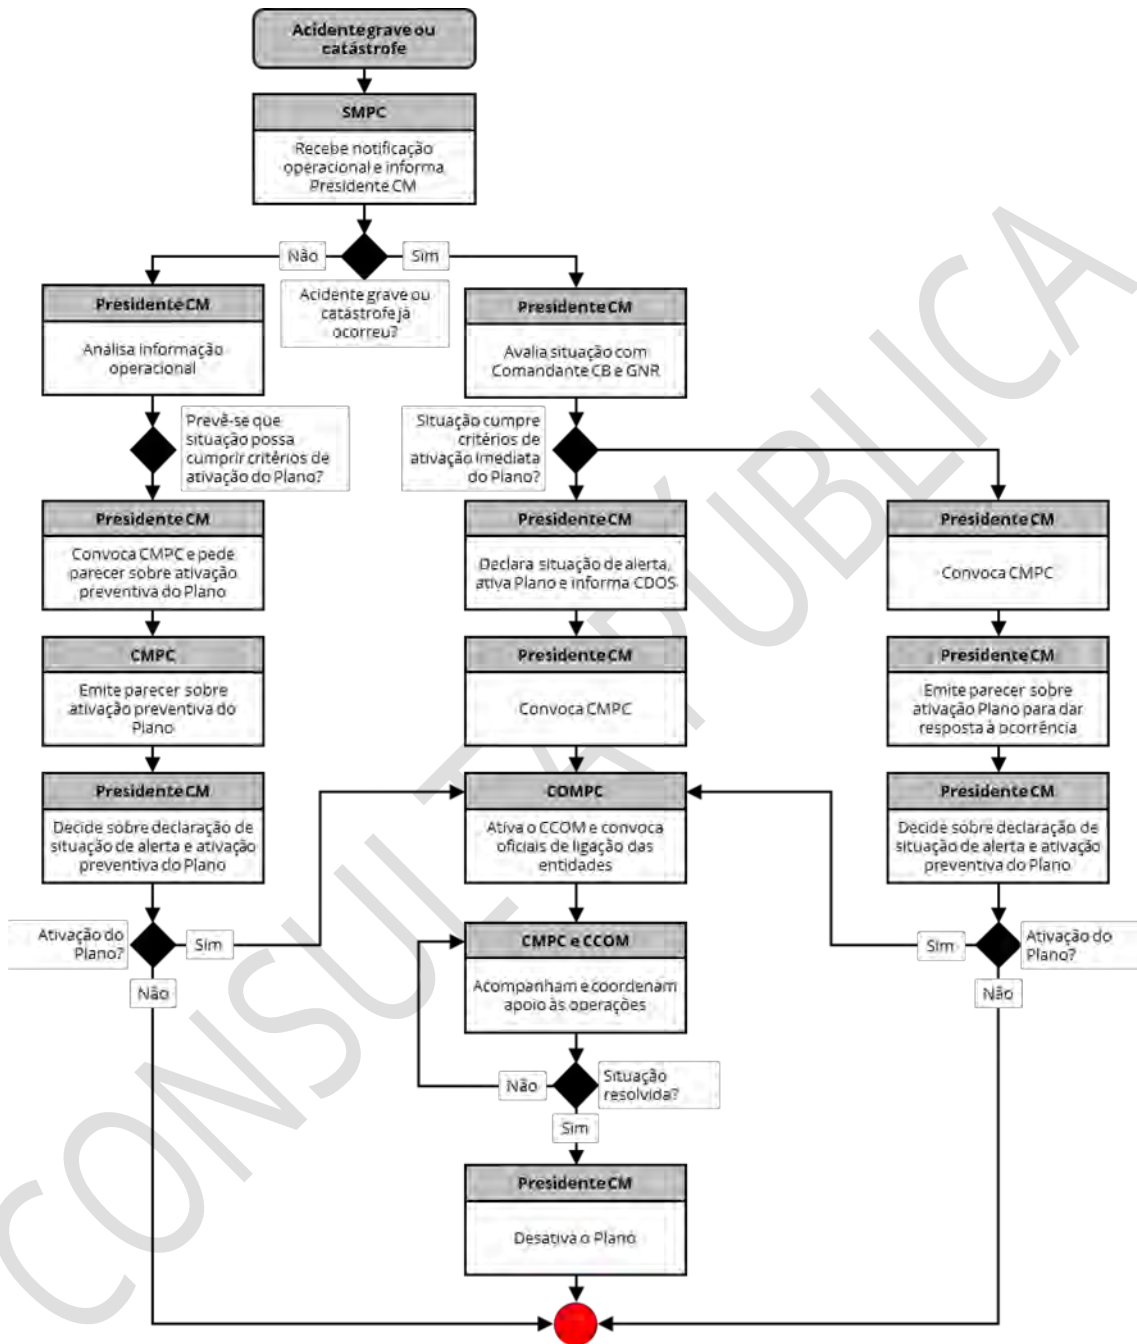 Acidente grave ou
catástrofe
SMPC
Recebe notificação
operacional e informa
Presidente CM
Não
Sim
Acidente grave ou
catástrofe já
ocorreu?
Presidente CM
Analisa informação
operacional
Presidente CM
Avalia situação com
Comandante CB e GNR
Prevê-se que
situação possa
cumprir critérios de
ativação do Plano?
Situação cumpre
critérios de
ativação imediata
do Plano?
Presidente CM
Convoca CMPC e pede
parecer sobre ativação
preventiva do Plano
Presidente CM
Declara situação de alerta,
ativa Plano e informa CDOS
Presidente CM
Convoca CMPC
CMPC
Emite parecer sobre
ativação preventiva do
Plano
Presidente CM
Convoca CMPC
Presidente CM
Emite parecer sobre
ativação Plano para dar
resposta à ocorrência
Presidente CM
Decide sobre declaração de
situação de alerta e ativação
preventiva do Plano
COMPC
Ativa o CCOM e convoca
oficiais de ligação das
entidades
Presidente CM
Decide sobre declaração de
situação de alerta e ativação
preventiva do Plano
Ativação do
Plano?
Sim
Não
CMPC e CCOM
Acompanham e coordenam
apoio às operações
Sim
Ativação do
Plano?
Não
Não
Situação
resolvida?
Sim
Presidente CM
Desativa o Plano
CONSULTA PÚBLICA